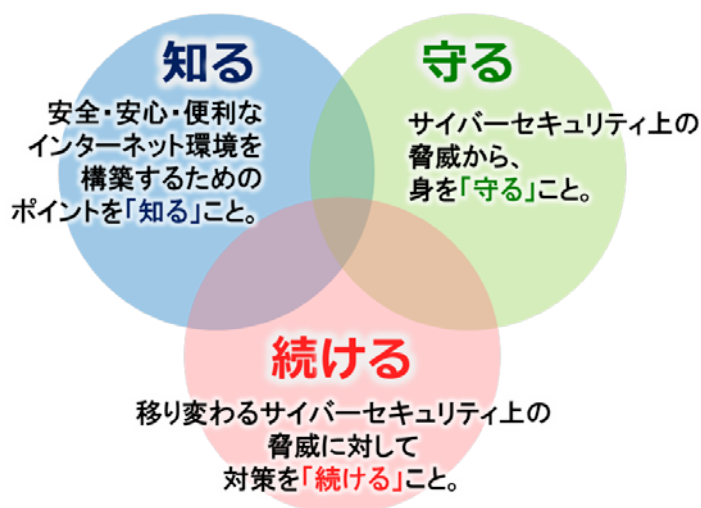 知る
安全・安心・便利な
インターネット環境を
構築するための
ポイントを「知る」こと。
守る
サイバーセキュリティ上の
脅威から、
身を「守る」こと。
続ける
移り変わるサイバーセキュリティ上の
脅威に対して
対策を「続ける」こと。